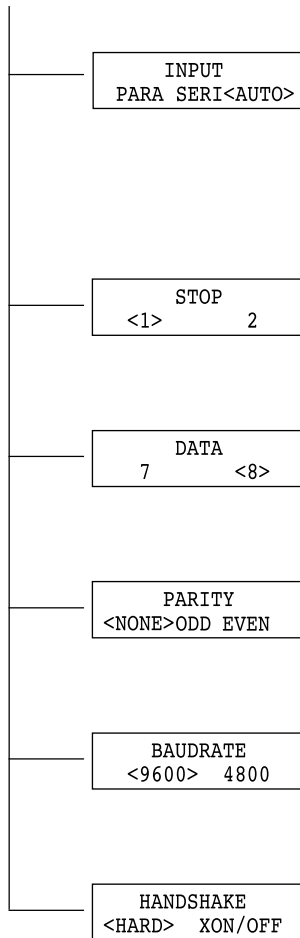 INPUT
PARA SERI<AUTO>
STOP
<1> 2
DATA
7 <8>
PARITY
<NONE>ODD EVEN
BAUDRATE
<9600> 4800
HANDSHAKE
<HARD> XON/OFF